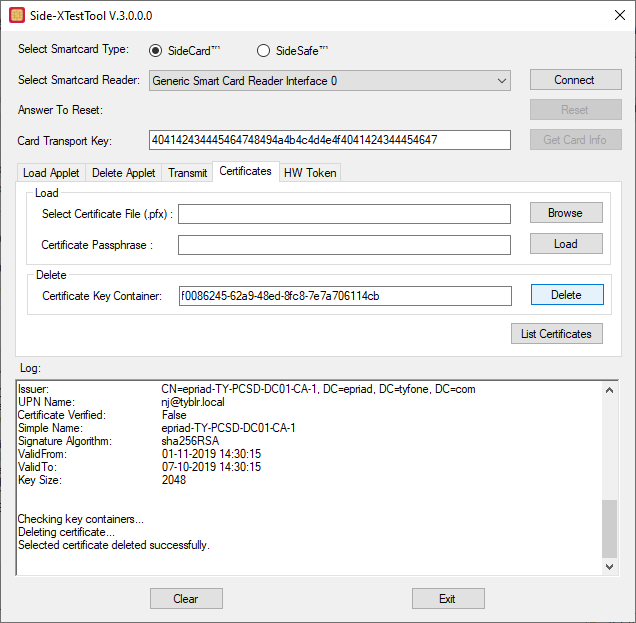 Side-XTestTool V.3.0.0.0
Select Smartcard Type: SideCard™ SideSafe™
Select Smartcard Reader: Generic Smart Card Reader Interface 0 Connect
Answer To Reset: Reset
Card Transport Key: 404142434445464748494a4b4c4d4e4f4041424344454647 Get Card Info
Load Applet Delete Applet Transmit Certificates HW Token
Load
Select Certificate File (.pfx) : Browse
Certificate Passphrase : Load
Delete
Certificate Key Container: f0086245-62a9-48ed-8fc8-7e7a706114cb Delete
List Certificates
Log:
Issuer: CN=epriad-TY-PCSD-DC01-CA-1, DC=epriad, DC=tyfone, DC=com
UPN Name: nj@tyblr.local
Certificate Verified: False
Simple Name: epriad-TY-PCSD-DC01-CA-1
Signature Algorithm: sha256RSA
ValidFrom: 01-11-2019 14:30:15
ValidTo: 07-10-2019 14:30:15
Key Size: 2048
Checking key containers...
Deleting certificate...
Selected certificate deleted successfully.
Clear Exit